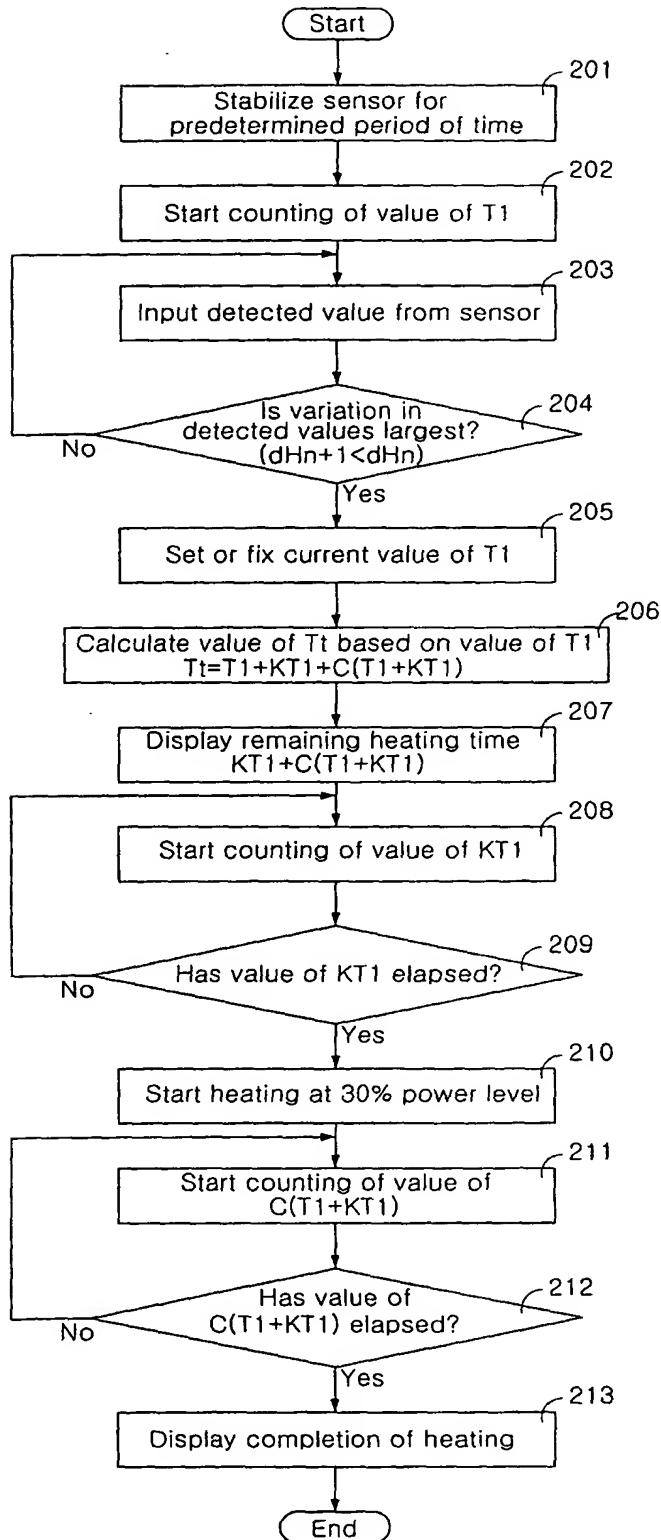 Start
201
Stabilize sensor for
predetermined period of time
202
Start counting of value of T1
203
Input detected value from sensor
204
Is variation in
detected values largest?
(dHn+1<dHn)
No
Yes
205
Set or fix current value of T1
206
Calculate value of Tt based on value of T1
Tt=T1+KT1+C(T1+KT1)
207
Display remaining heating time
KT1+C(T1+KT1)
208
Start counting of value of KT1
209
Has value of KT1 elapsed?
No
Yes
210
Start heating at 30% power level
211
Start counting of value of
C(T1+KT1)
212
Has value of
C(T1+KT1) elapsed?
No
Yes
213
Display completion of heating
End